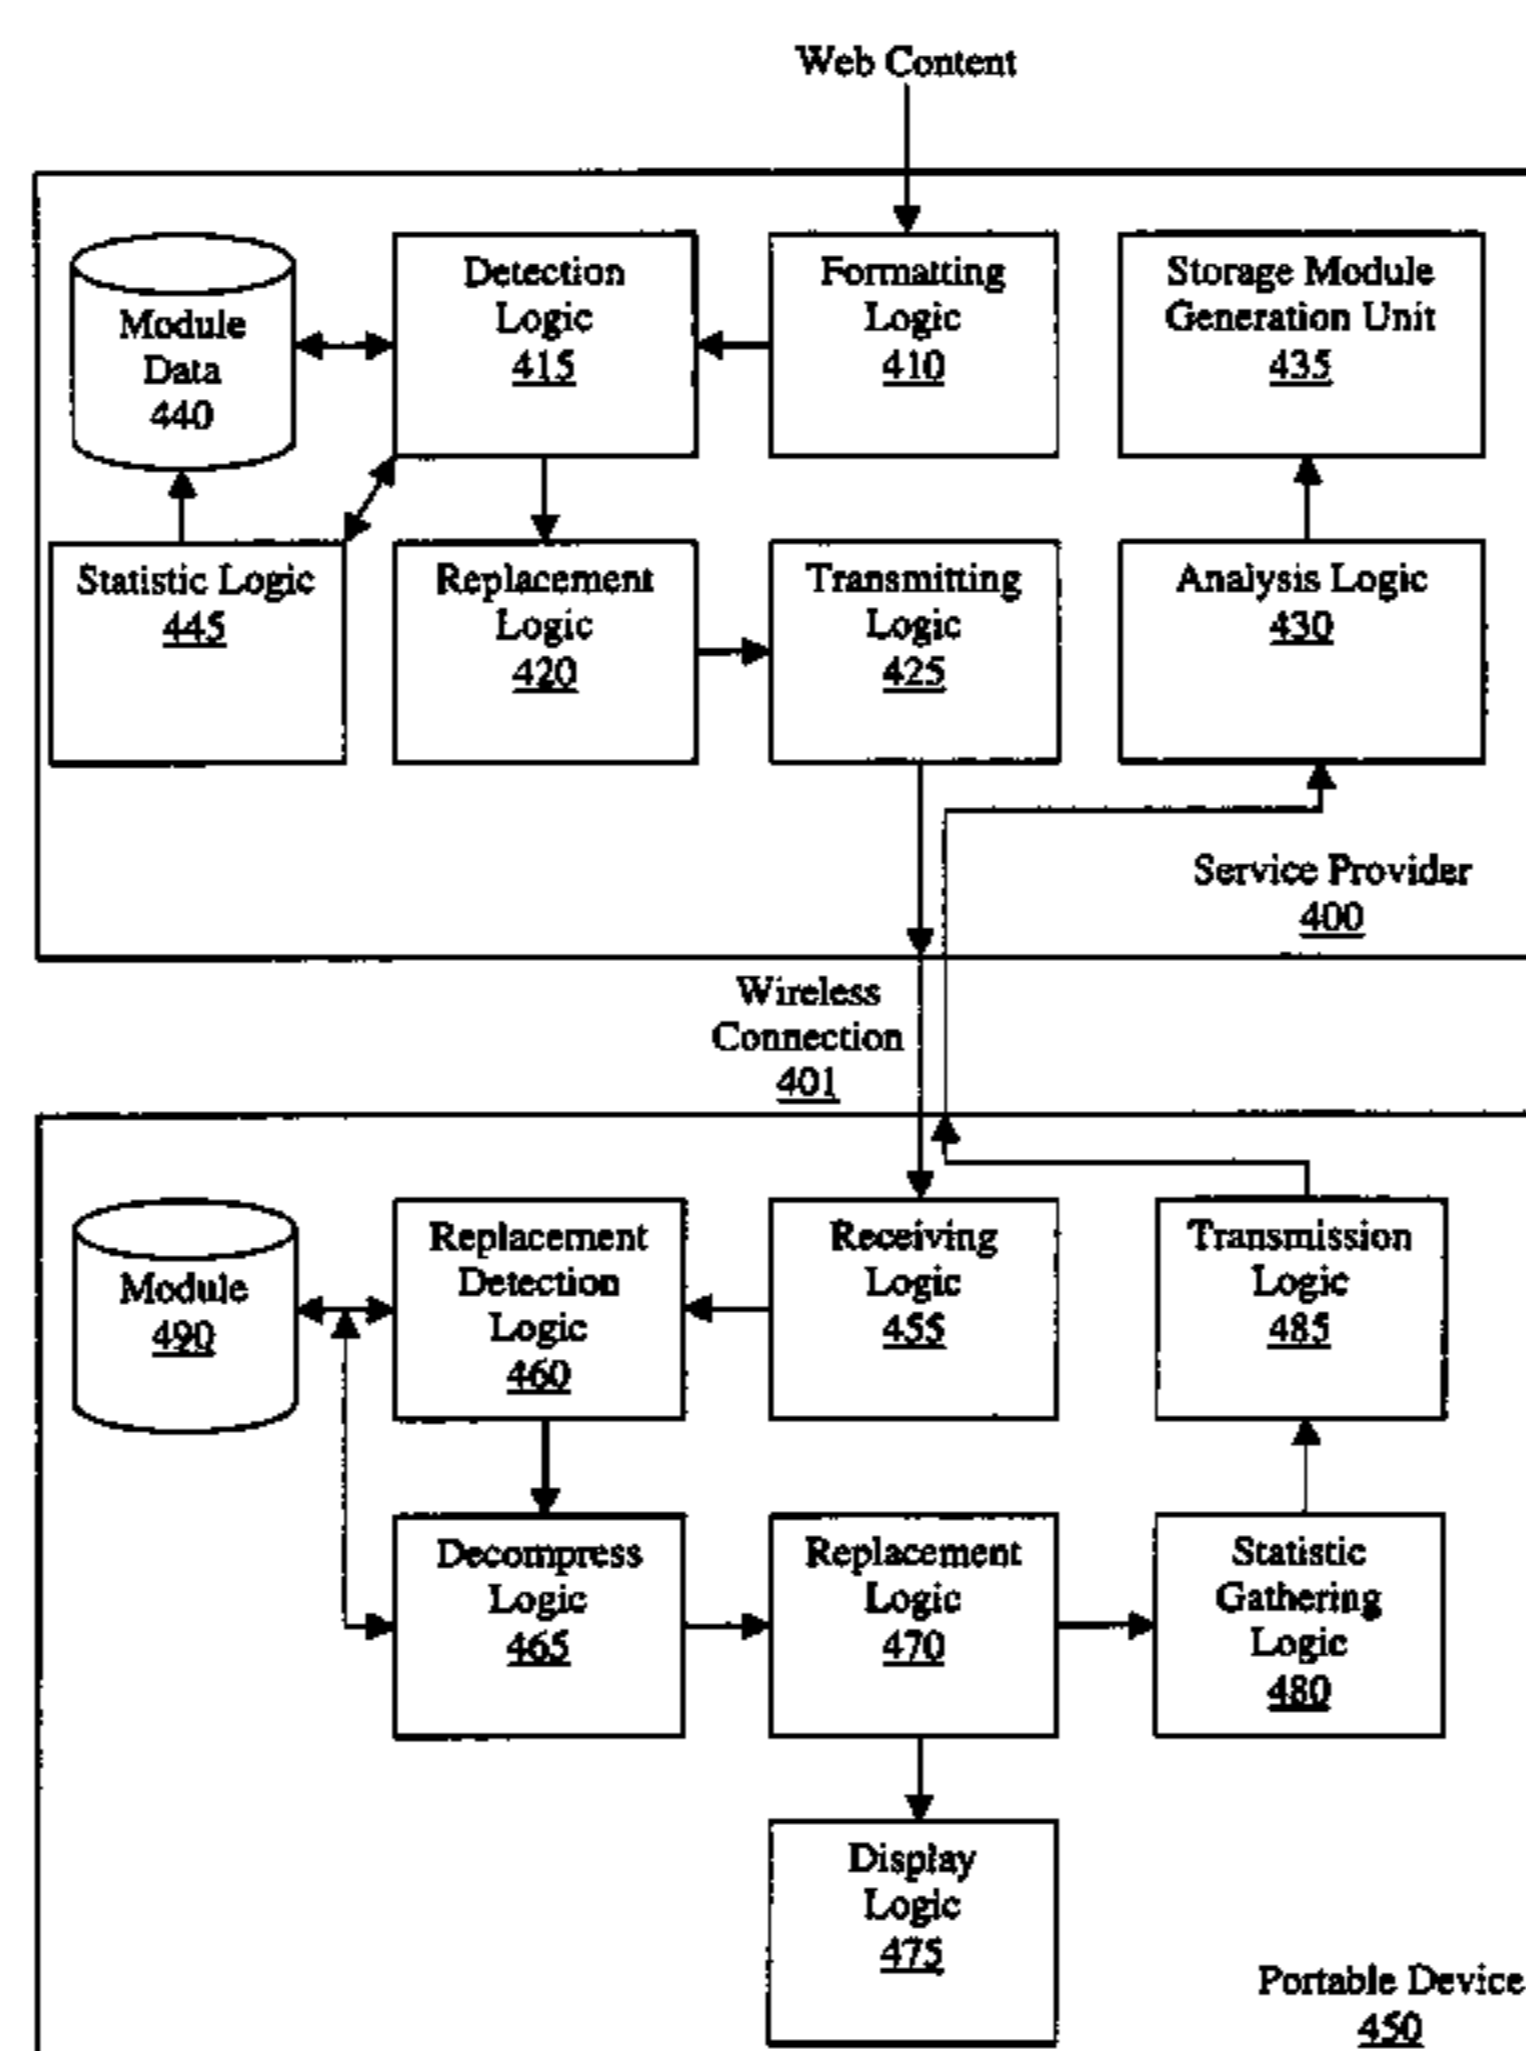 Web Content
Module
Data
440
Detection
Logic
415
Formatting
Logic
410
Storage Module
Generation Unit
435
Statistic Logic
445
Replacement
Logic
420
Transmitting
Logic
425
Analysis Logic
430
Service Provider
400
Wireless
Connection
401
Module
490
Replacement
Detection
Logic
460
Receiving
Logic
455
Transmission
Logic
485
Decompress
Logic
465
Replacement
Logic
470
Statistic
Gathering
Logic
480
Display
Logic
475
Portable Device
450